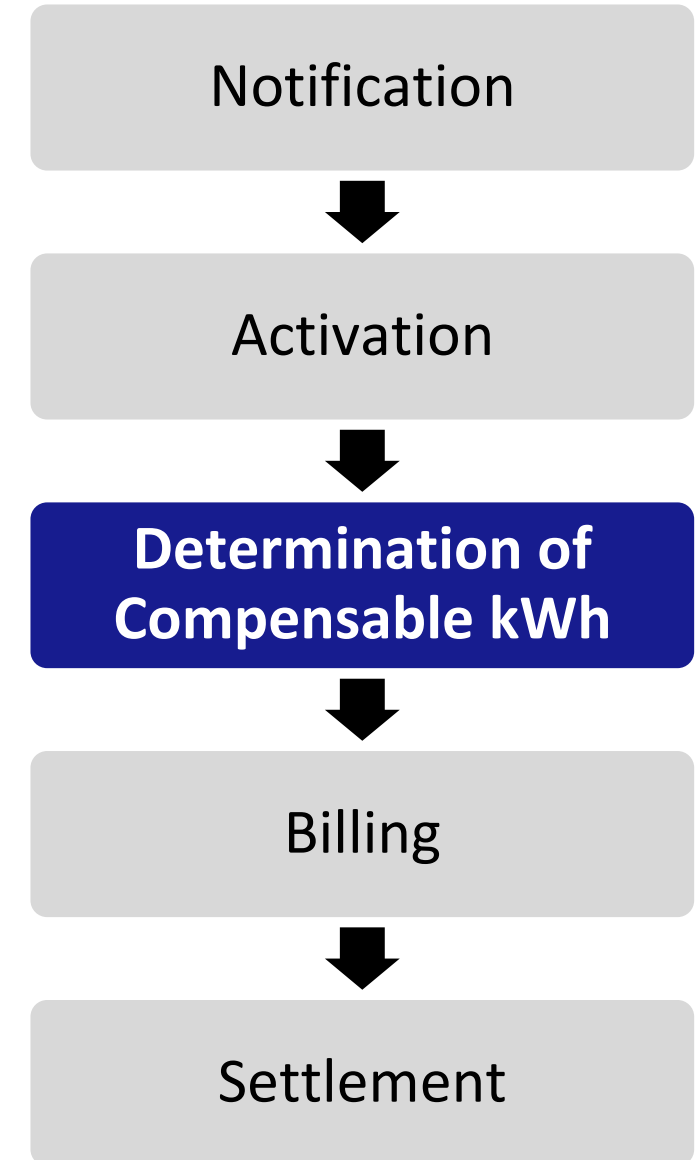 Notification
Activation
Determination of
Compensable kWh
Billing
Settlement